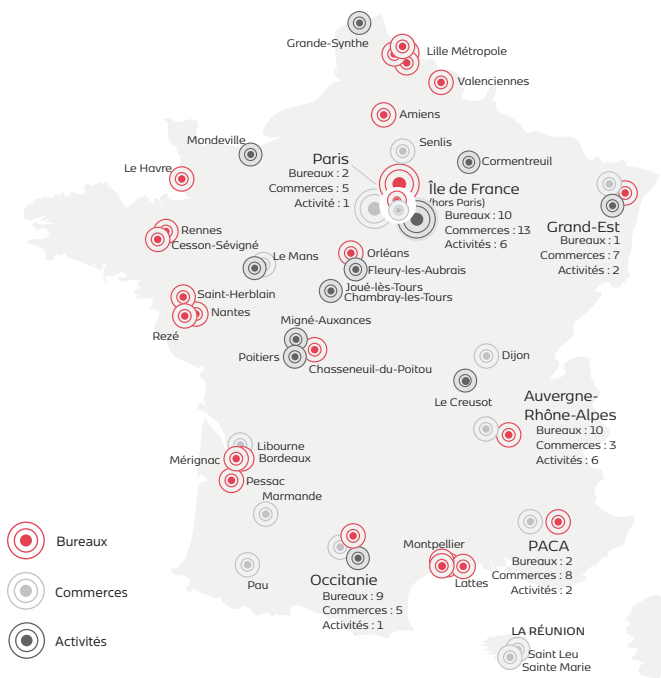 Grande-Synthe
Lille Métropole
Valenciennes
Amiens
Mondeville
Senlis
Cormentreuil
Le Havre
Paris
Bureaux : 2
Commerces : 5
Activité : 1
Île de France
(hors Paris)
Bureaux : 10
Commerces : 13
Activités : 6
Grand-Est
Bureaux : 1
Commerces : 7
Activités : 2
Rennes
Cesson-Sévigné
Le Mans
Orléans
Fleury-les-Aubrais
Joué-lès-Tours
Chambray-les-Tours
Saint-Herblain
Nantes
Rezé
Migné-Auxances
Poitiers
Chasseneuil-du-Poitou
Dijon
Le Creusot
Auvergne-
Rhône-Alpes
Bureaux : 10
Commerces : 3
Activités : 6
Libourne
Bordeaux
Mérignac
Pessac
Marmande
Pau
Occitanie
Bureaux : 9
Commerces : 5
Activités : 1
Montpellier
Lattes
PACA
Bureaux : 2
Commerces : 8
Activités : 2
LA RÉUNION
Saint Leu
Sainte Marie
Bureaux
Commerces
Activités